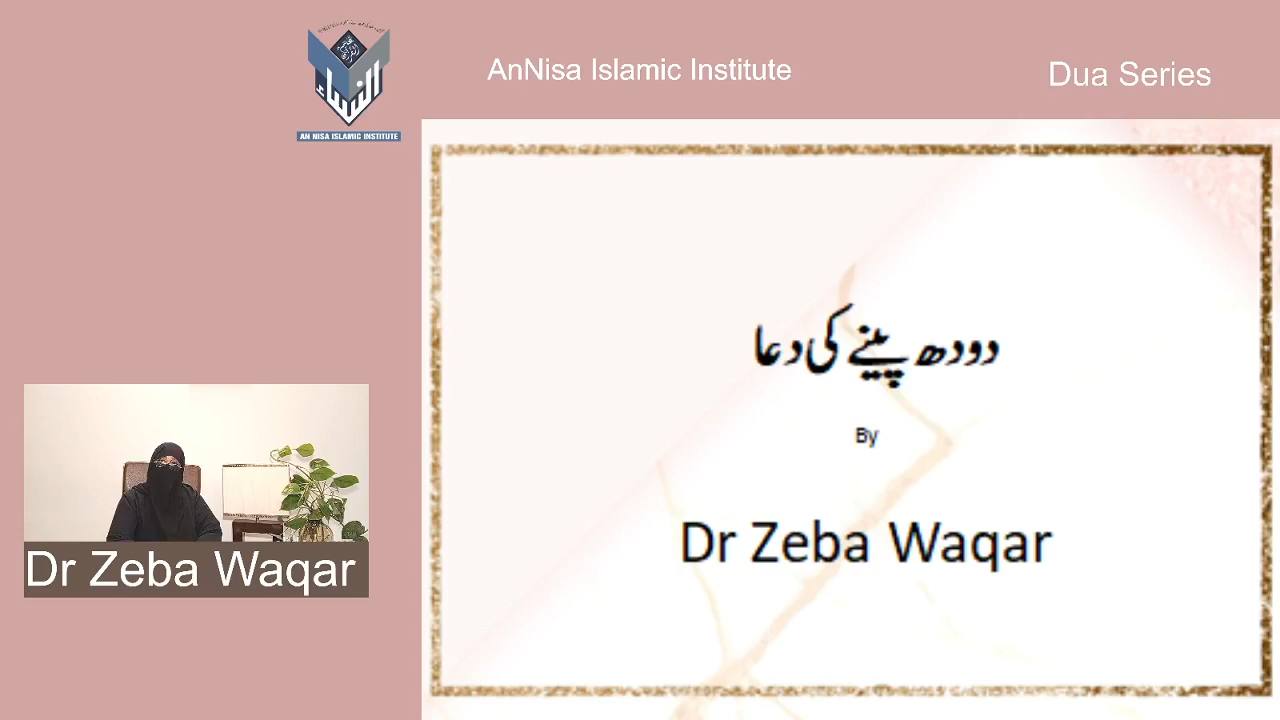 النساء
AN NISA ISLAMIC INSTITUTE
AnNisa Islamic Institute
Dua Series
دودھ پینے کی دعا
By
Dr Zeba Waqar
Dr Zeba Waqar